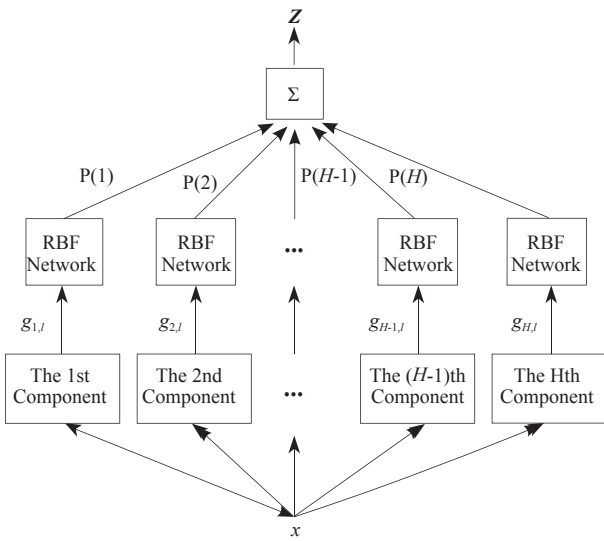 Z
Σ
P(1)
P(2)
P(H-1)
P(H)
RBF
Network
RBF
Network
...
RBF
Network
RBF
Network
g1,l
g2,l
gH-1,l
gH,l
The 1st
Component
The 2nd
Component
...
The (H-1)th
Component
The Hth
Component
x